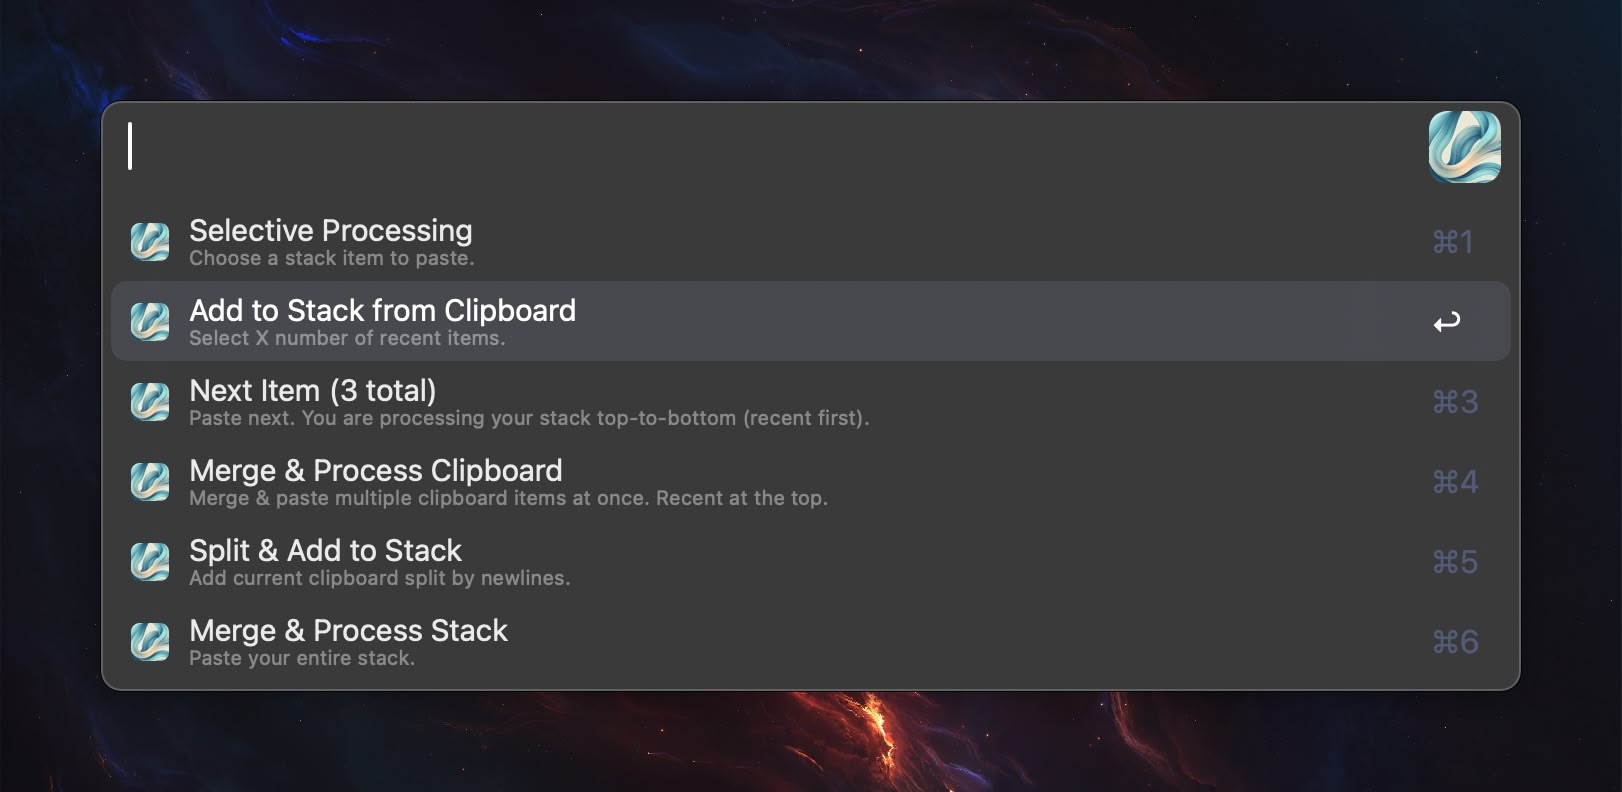 Selective Processing
⌘1
Choose a stack item to paste.
Add to Stack from Clipboard
Select X number of recent items.
Next Item (3 total)
⌘3
Paste next. You are processing your stack top-to-bottom (recent first).
Merge & Process Clipboard
⌘4
Merge & paste multiple clipboard items at once. Recent at the top.
Split & Add to Stack
⌘5
Add current clipboard split by newlines.
Merge & Process Stack
⌘6
Paste your entire stack.